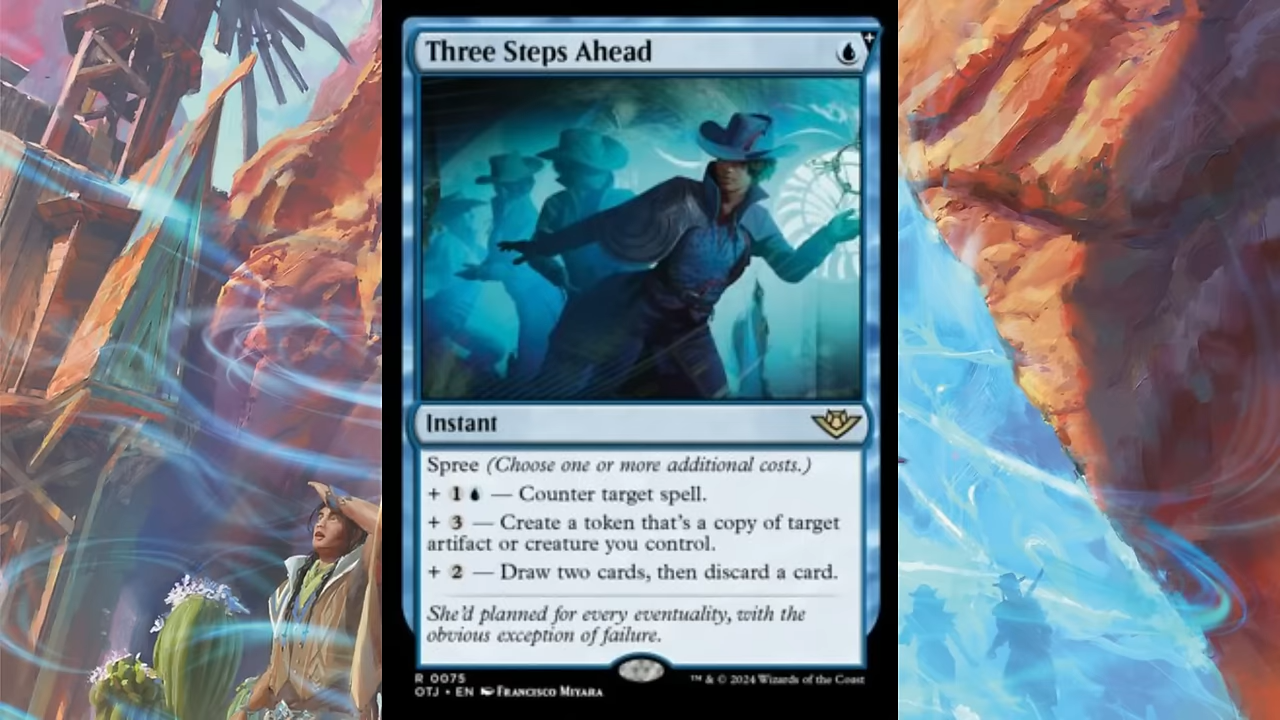 Three Steps Ahead
Instant
Spree (Choose one or more additional costs.)
+ 1 — Counter target spell.
+ 3 — Create a token that's a copy of target
artifact or creature you control.
+ 2 — Draw two cards, then discard a card.
She'd planned for every eventuality, with the
obvious exception of failure.
R 0075
OTJ • EN Francisco Miyara
™ & © 2024 Wizards of the Coast